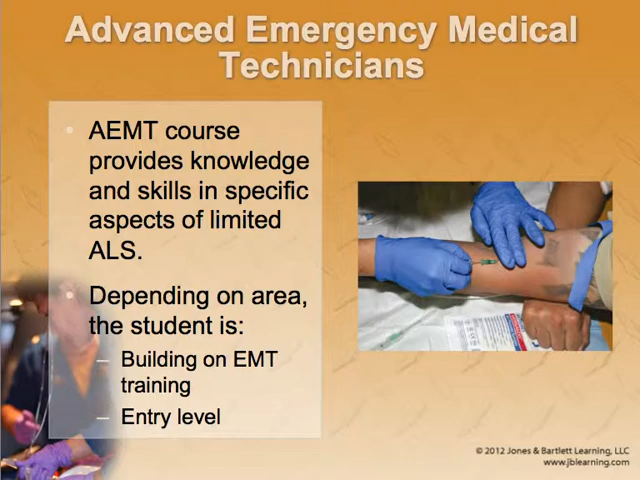 Advanced Emergency Medical
Technicians
• AEMT course
provides knowledge
and skills in specific
aspects of limited
ALS.
• Depending on area,
the student is:
– Building on EMT
training
– Entry level
© 2012 Jones & Bartlett Learning, LLC
www.jblearning.com